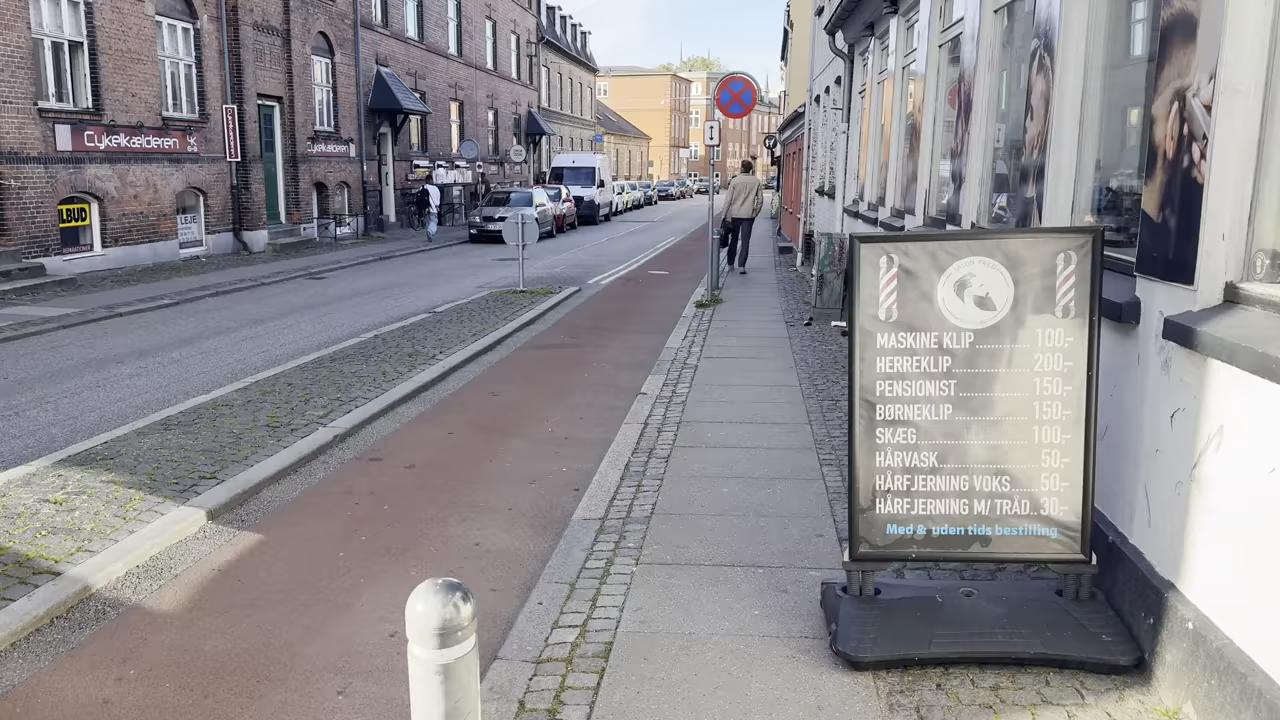 Cykelkælderen
Cykelkælderen
TILBUD
LEJE
MASKINE KLIP.............. 100,-
HERREKLIP.................... 200,-
PENSIONIST.................. 150,-
BØRNEKLIP................... 150,-
SKÆG............................ 100,-
HÅRVASK....................... 50,-
HÅRFJERNING VOKS...... 50,-
HÅRFJERNING M/ TRÅD.. 30,-
Med & uden tids bestilling